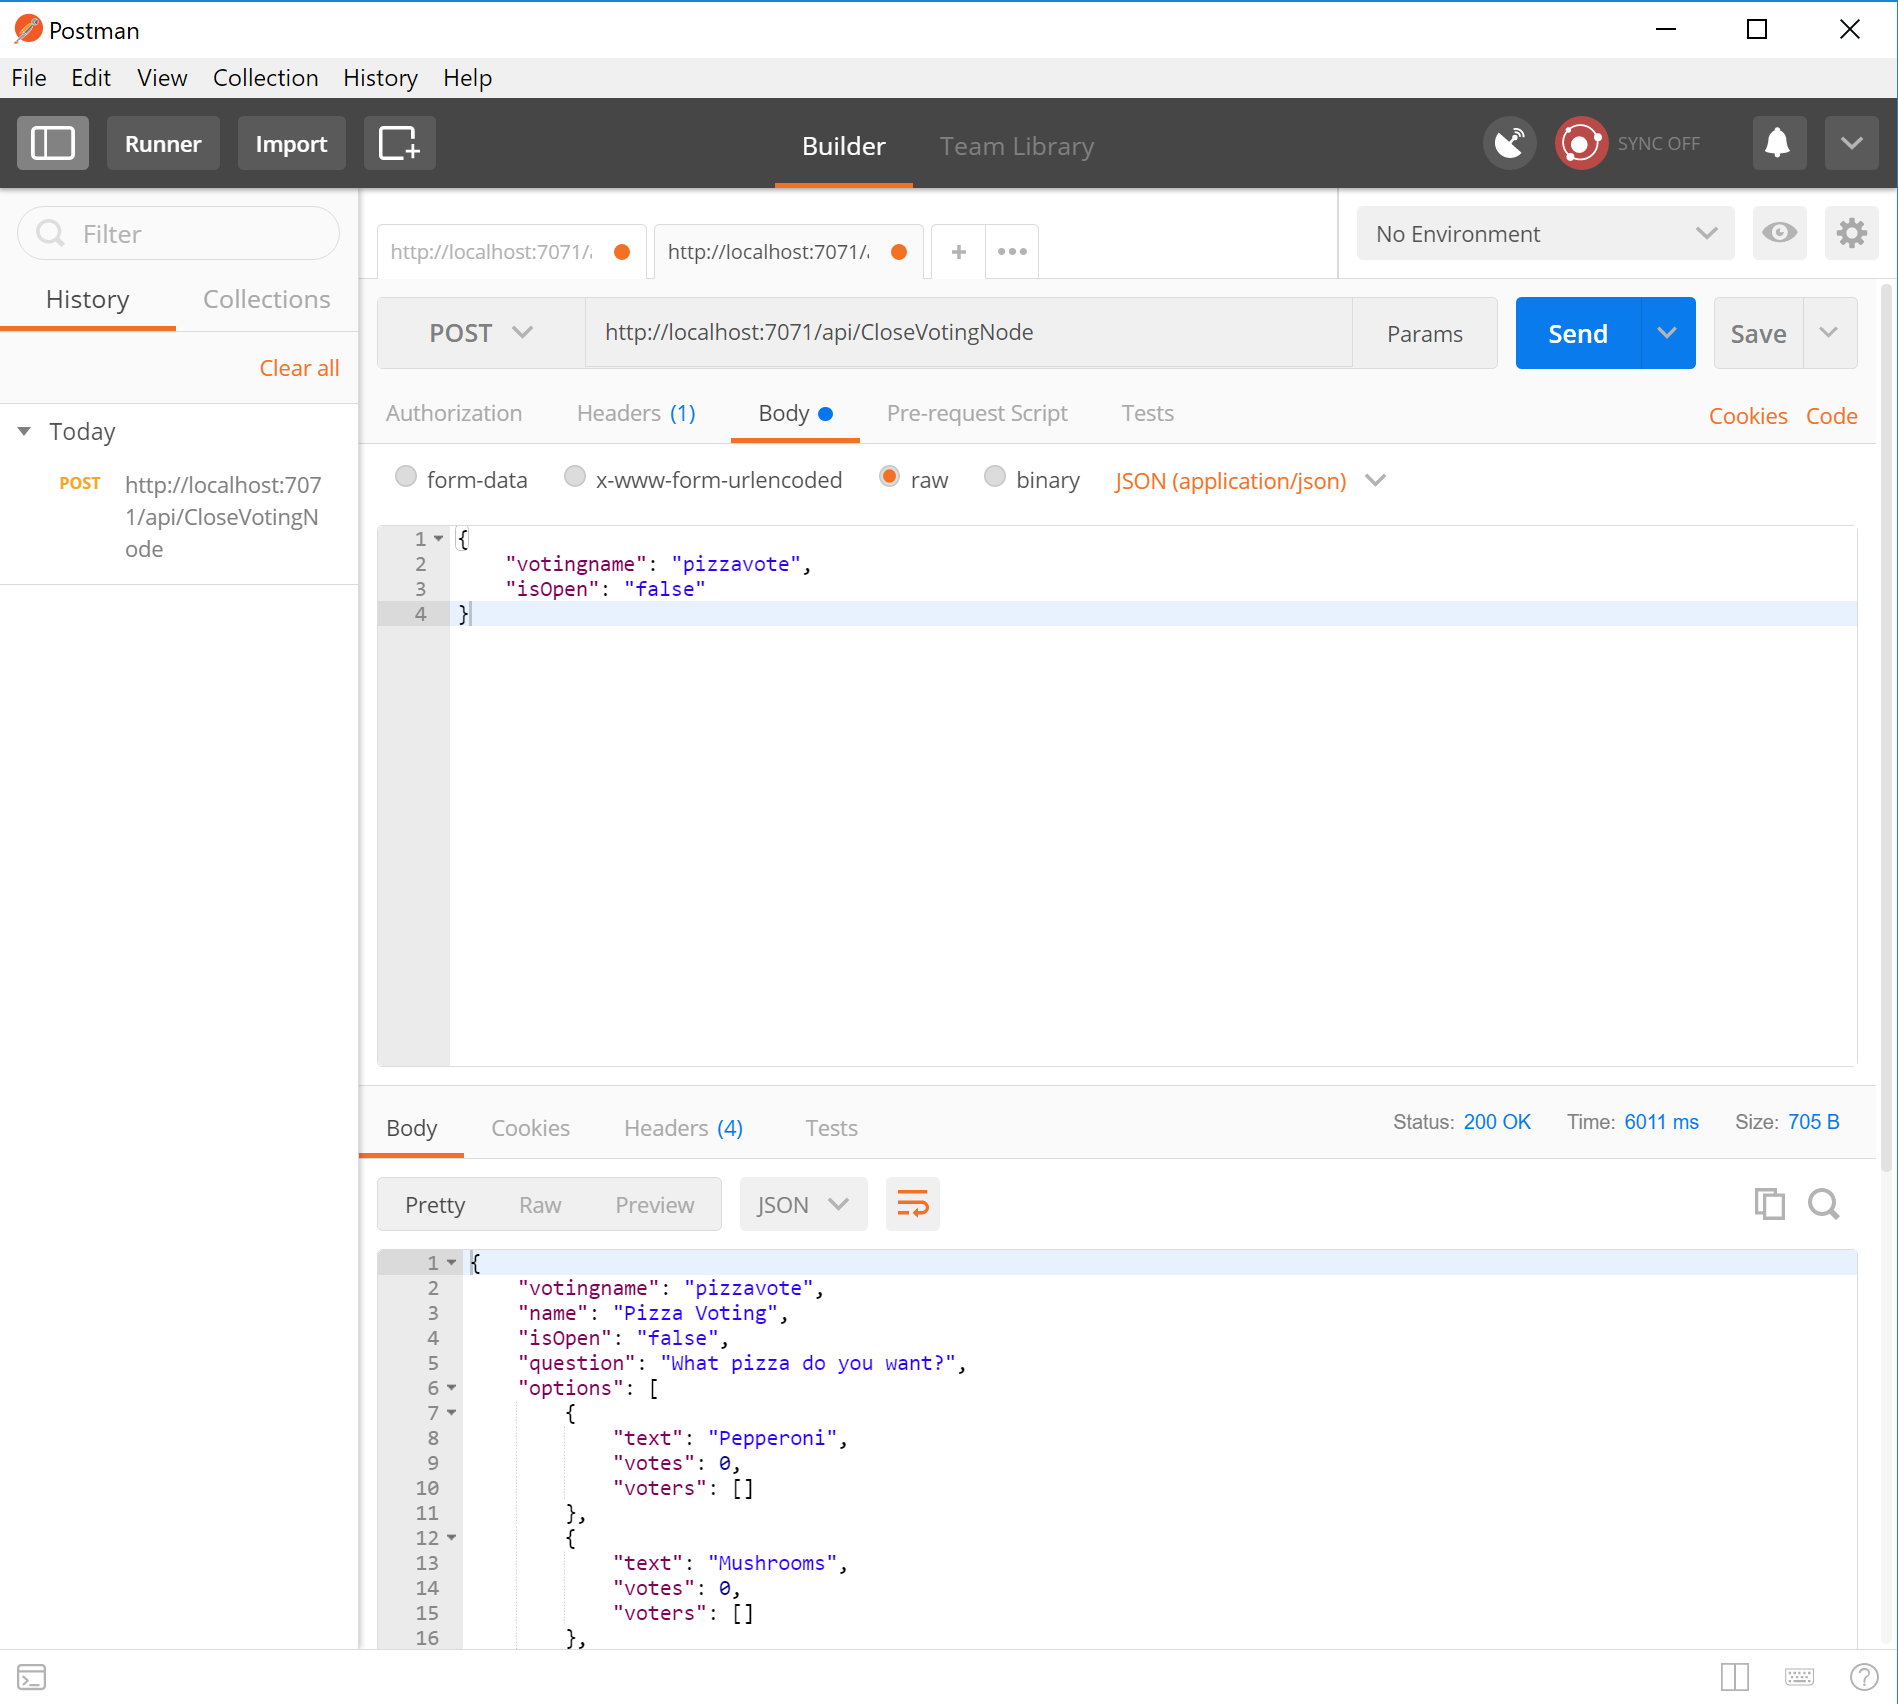 Postman
File Edit View Collection History Help
Runner Import Builder Team Library SYNC OFF
Filter
History Collections
Clear all
Today
POST http://localhost:707
1/api/CloseVotingN
ode
http://localhost:7071/ http://localhost:7071/ + No Environment
POST http://localhost:7071/api/CloseVotingNode Params Send Save
Authorization Headers (1) Body Pre-request Script Tests Cookies Code
form-data x-www-form-urlencoded raw binary JSON (application/json)
1 {
2 "votingname": "pizzavote",
3 "isOpen": "false"
4 }
Body Cookies Headers (4) Tests Status: 200 OK Time: 6011 ms Size: 705 B
Pretty Raw Preview JSON
1 {
2 "votingname": "pizzavote",
3 "name": "Pizza Voting",
4 "isOpen": "false",
5 "question": "What pizza do you want?",
6 "options": [
7 {
8 "text": "Pepperoni",
9 "votes": 0,
10 "voters": []
11 },
12 {
13 "text": "Mushrooms",
14 "votes": 0,
15 "voters": []
16 },